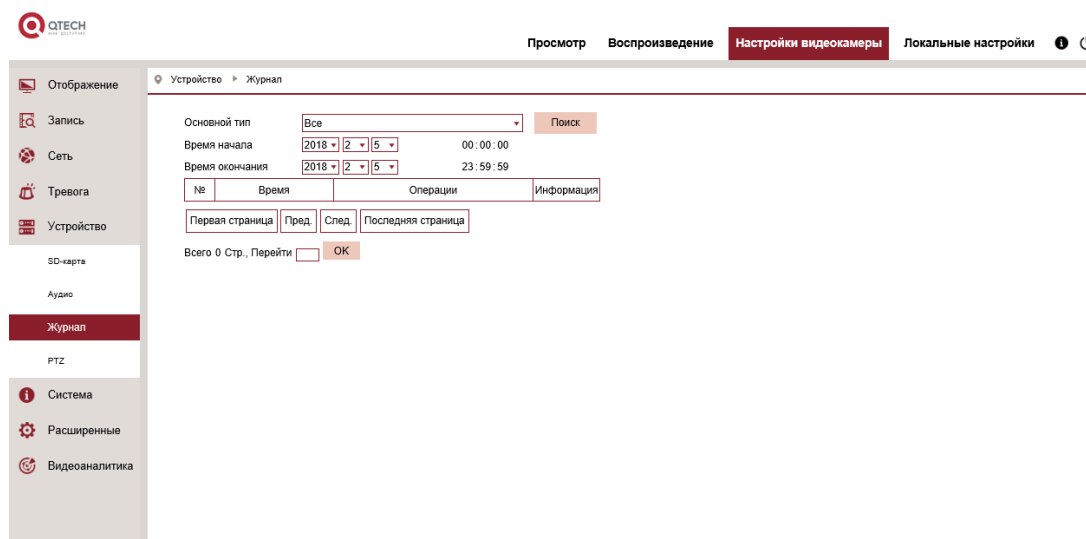 QTECH
Просмотр Воспроизведение Настройки видеокамеры Локальные настройки
Отображение
Запись
Сеть
Тревога
Устройство
SD-карта
Аудио
Журнал
PTZ
Система
Расширенные
Видеоаналитика
Устройство Журнал
Основной тип Все Поиск
Время начала 2018 2 5 00:00:00
Время окончания 2018 2 5 23:59:59
№ Время Операции Информация
Первая страница Пред. След. Последняя страница
Всего 0 Стр., Перейти OK